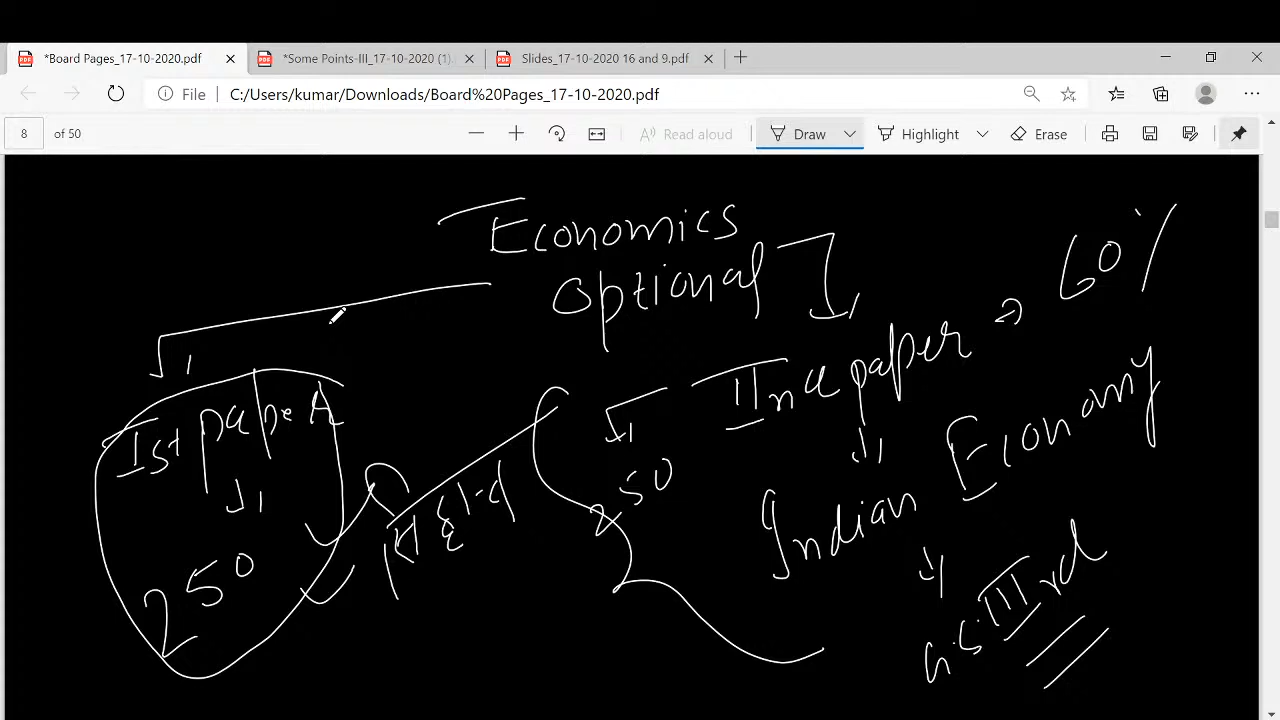 *Board Pages_17-10-2020.pdf
*Some Points-III_17-10-2020 (1).
Slides_17-10-2020 16 and 9.pdf
File C:/Users/kumar/Downloads/Board%20Pages_17-10-2020.pdf
8 of 50
Read aloud
Draw
Highlight
Erase
Economics
optional
60%
IInd paper
Ist paper
250
Indian Economy
सिद्धांत
250
G.S. IIIrd